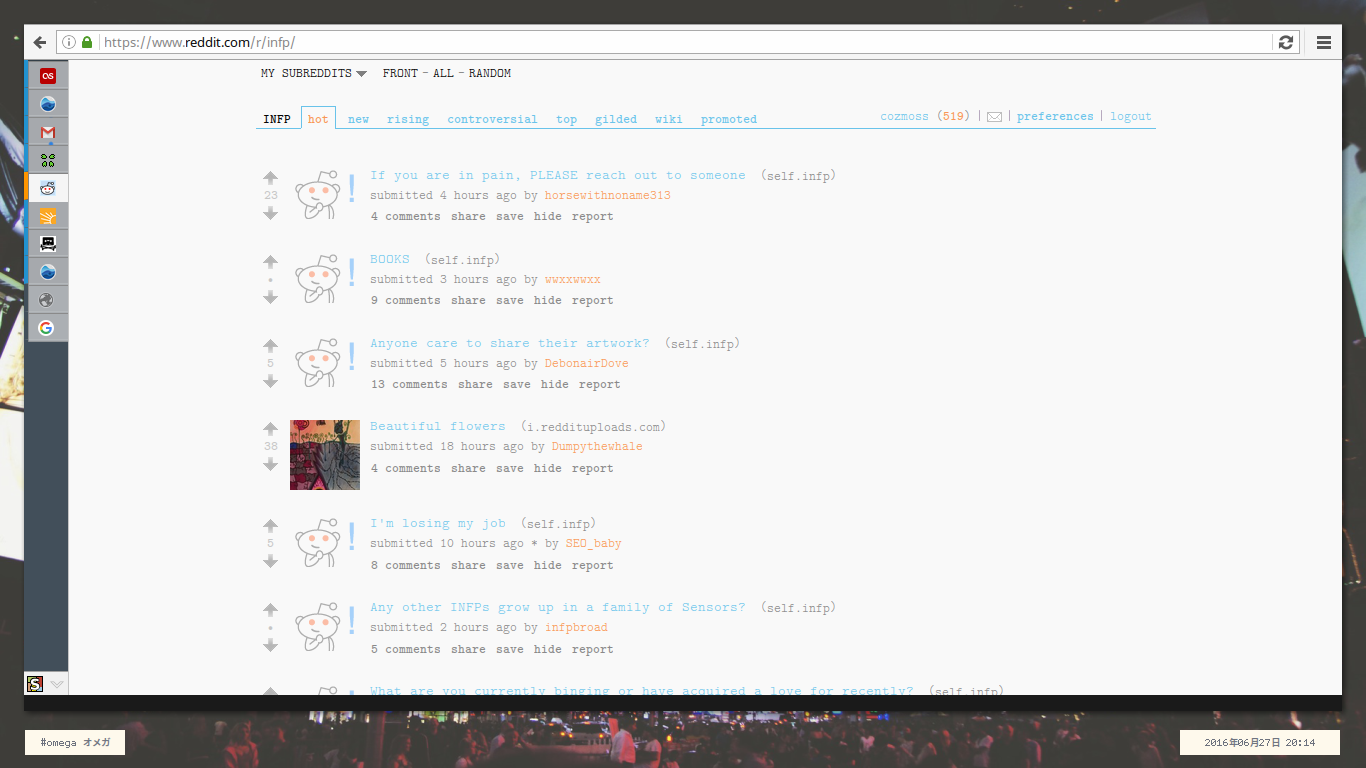 https://www.reddit.com/r/infp/
MY SUBREDDITS FRONT - ALL - RANDOM
INFP hot new rising controversial top gilded wiki promoted
cozmoss (519) | | preferences | logout
23
If you are in pain, PLEASE reach out to someone (self.infp)
submitted 4 hours ago by horsewithnoname313
4 comments share save hide report
•
BOOKS (self.infp)
submitted 3 hours ago by wwxxwwxx
9 comments share save hide report
5
Anyone care to share their artwork? (self.infp)
submitted 5 hours ago by DebonairDove
13 comments share save hide report
38
Beautiful flowers (i.reddituploads.com)
submitted 18 hours ago by Dumpythewhale
4 comments share save hide report
5
I'm losing my job (self.infp)
submitted 10 hours ago * by SEO_baby
8 comments share save hide report
•
Any other INFPs grow up in a family of Sensors? (self.infp)
submitted 2 hours ago by infpbroad
5 comments share save hide report
What are you currently binging or have acquired a love for recently? (self.infp)
S
#omega オメガ
2016年06月27日 20:14